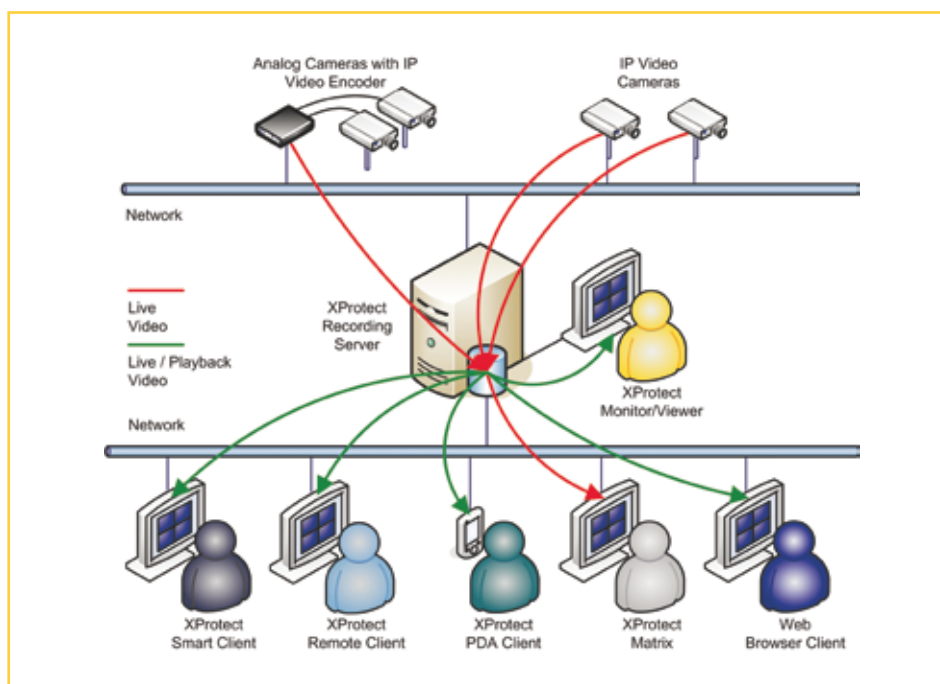 Analog Cameras with IP
Video Encoder
IP Video
Cameras
Network
Live
Video
Live / Playback
Video
XProtect
Recording
Server
XProtect
Monitor/Viewer
Network
XProtect
Smart Client
XProtect
Remote Client
XProtect
PDA Client
XProtect
Matrix
Web
Browser Client